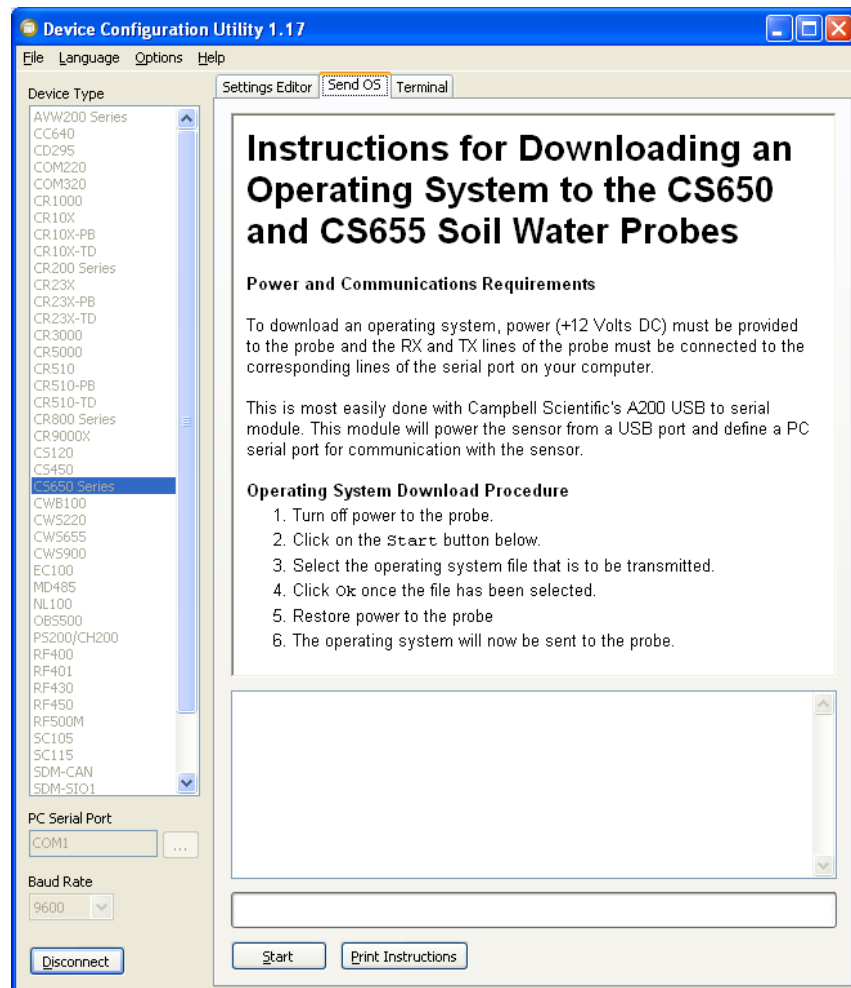 Device Configuration Utility 1.17
File Language Options Help
Device Type
AVW200 Series
CC640
CD295
COM220
COM320
CR1000
CR10X
CR10X-PB
CR10X-TD
CR200 Series
CR23X
CR23X-PB
CR23X-TD
CR3000
CR5000
CR510
CR510-PB
CR510-TD
CR800 Series
CR9000X
CS120
CS450
CS650 Series
CWB100
CWS220
CWS655
CWS900
EC100
MD485
NL100
OBS500
PS200/CH200
RF400
RF401
RF430
RF450
RF500M
SC105
SC115
SDM-CAN
SDM-SIO1
PC Serial Port
COM1
...
Baud Rate
9600
Disconnect
Settings Editor Send OS Terminal
Instructions for Downloading an
Operating System to the CS650
and CS655 Soil Water Probes
Power and Communications Requirements
To download an operating system, power (+12 Volts DC) must be provided
to the probe and the RX and TX lines of the probe must be connected to the
corresponding lines of the serial port on your computer.
This is most easily done with Campbell Scientific's A200 USB to serial
module. This module will power the sensor from a USB port and define a PC
serial port for communication with the sensor.
Operating System Download Procedure
1. Turn off power to the probe.
2. Click on the Start button below.
3. Select the operating system file that is to be transmitted.
4. Click Ok once the file has been selected.
5. Restore power to the probe
6. The operating system will now be sent to the probe.
Start Print Instructions